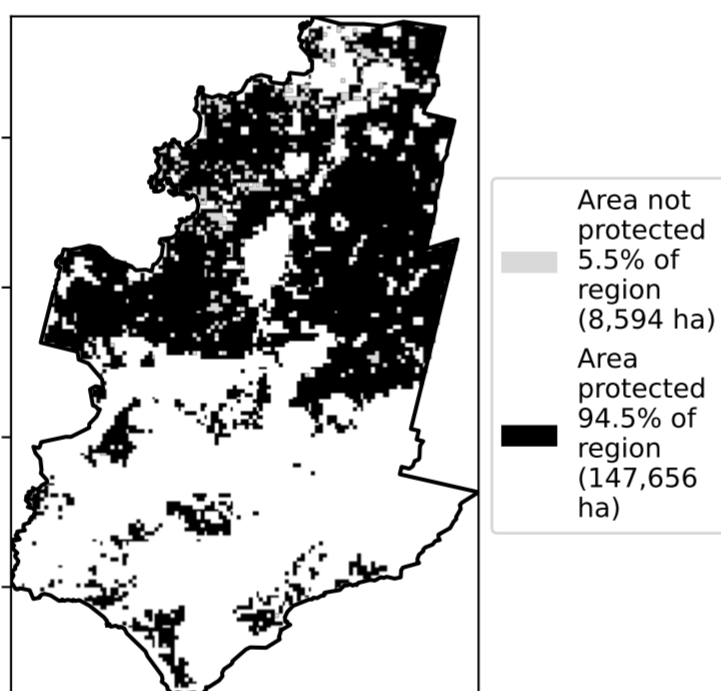 Area not
protected
5.5% of
region
(8,594 ha)
Area
protected
94.5% of
region
(147,656
ha)